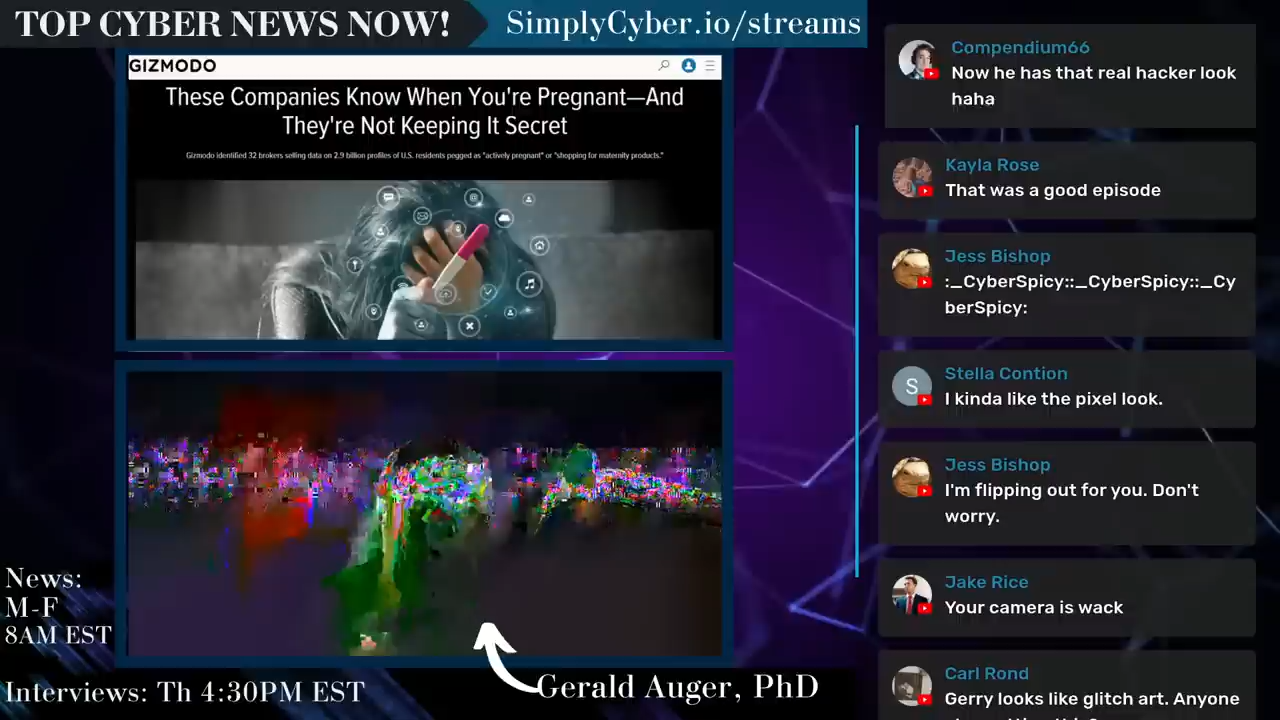 TOP CYBER NEWS NOW!
SimplyCyber.io/streams
GIZMODO
These Companies Know When You're Pregnant—And
They're Not Keeping It Secret
Gizmodo identified 32 brokers selling data on 2.9 billion profiles of U.S. residents pegged as "actively pregnant" or "shopping for maternity products."
News:
M-F
8AM EST
Interviews: Th 4:30PM EST
Gerald Auger, PhD
Compendium66
Now he has that real hacker look
haha
Kayla Rose
That was a good episode
Jess Bishop
:_CyberSpicy::_CyberSpicy::_Cy
berSpicy:
S
Stella Contion
I kinda like the pixel look.
Jess Bishop
I'm flipping out for you. Don't
worry.
Jake Rice
Your camera is wack
Carl Rond
Gerry looks like glitch art. Anyone